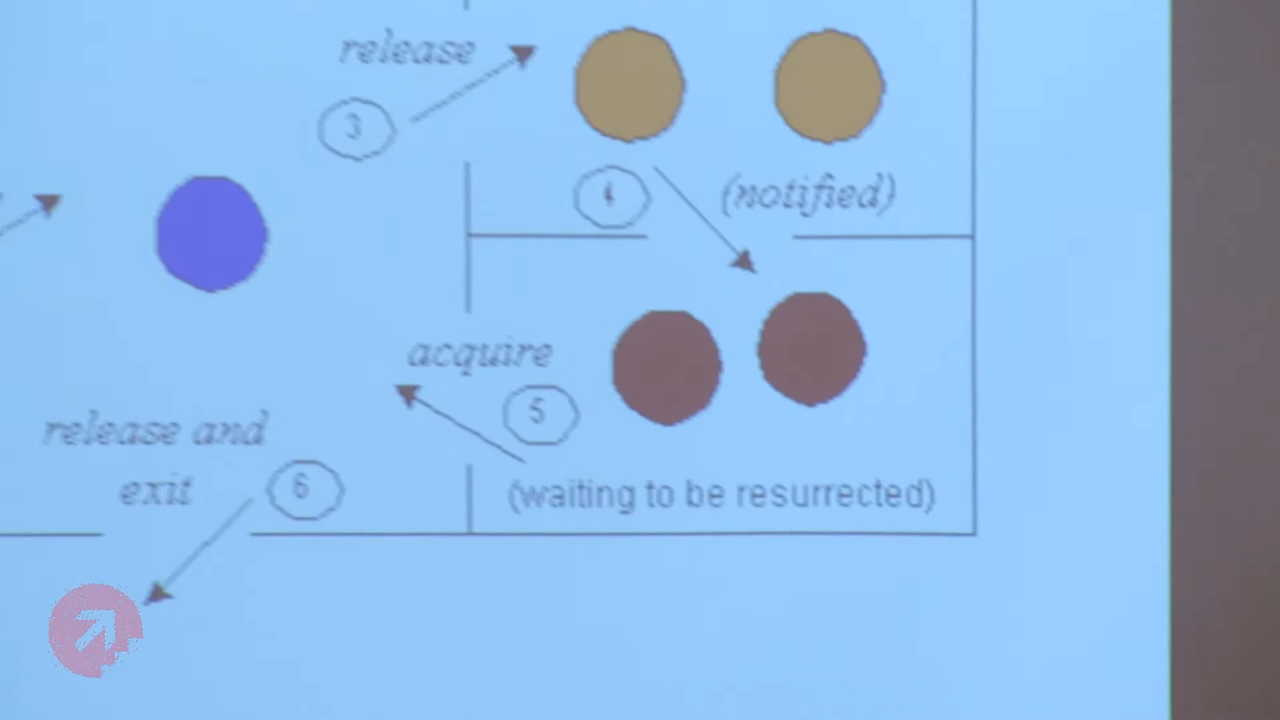 release
3
4
(notified)
acquire
5
release and
exit
6
(waiting to be resurrected)